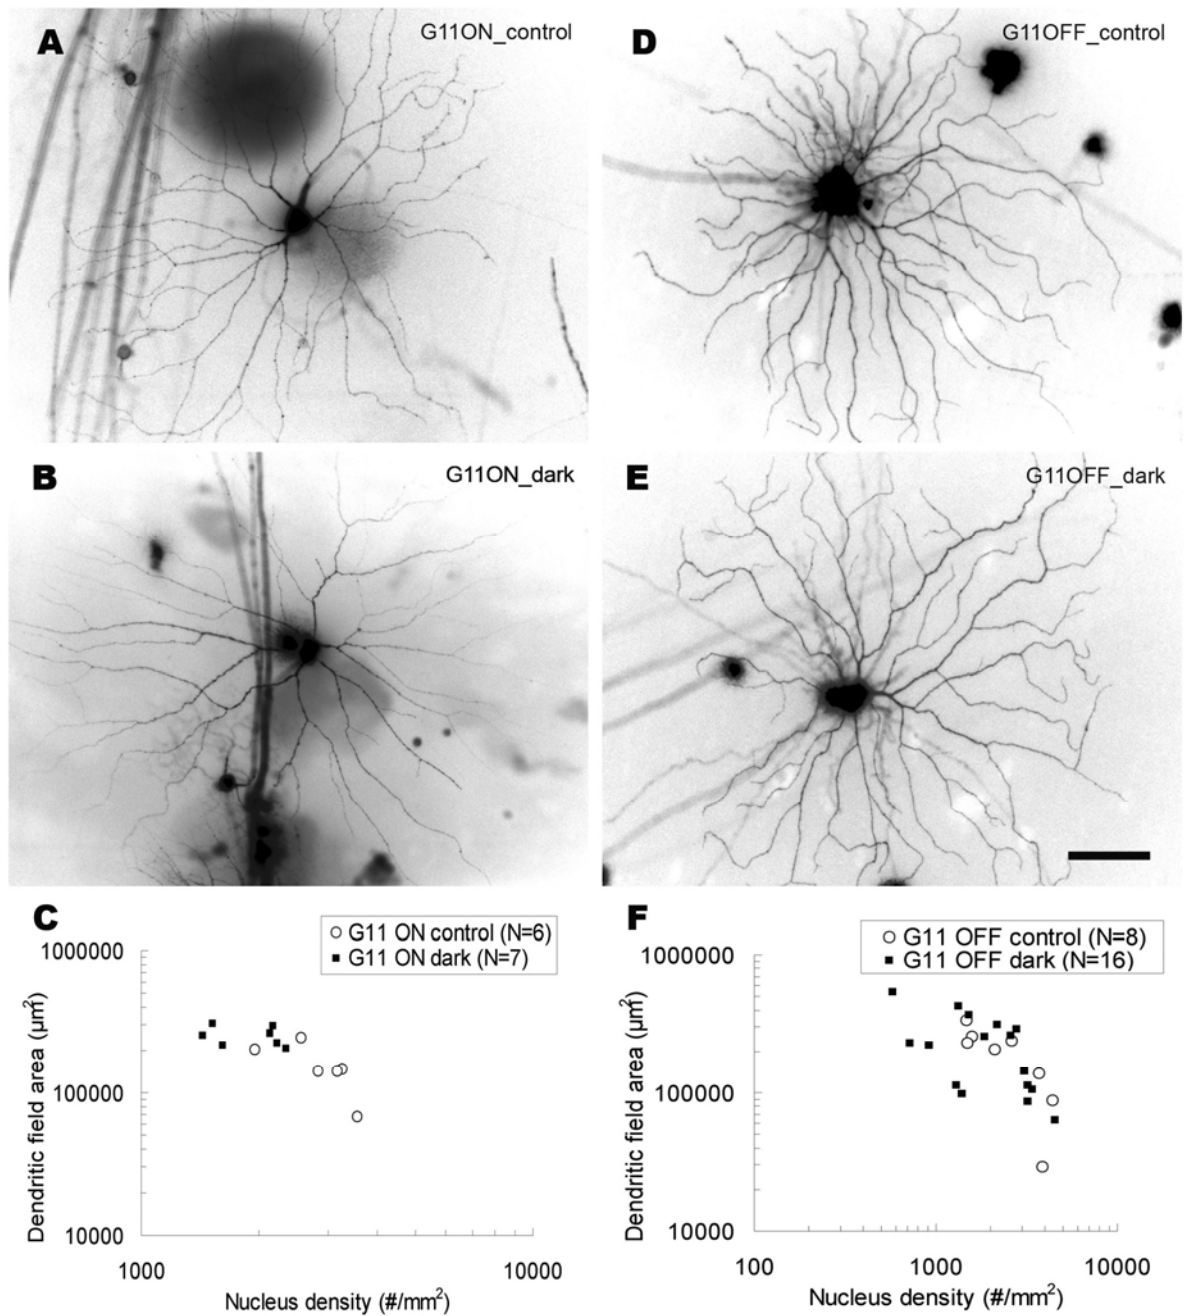 A
G11ON_control
D
G11OFF_control
B
G11ON_dark
E
G11OFF_dark
C
G11 ON control (N=6)
G11 ON dark (N=7)
1000000
100000
10000
1000
10000
Dendritic field area (μm²)
Nucleus density (#/mm²)
F
G11 OFF control (N=8)
G11 OFF dark (N=16)
1000000
100000
10000
100
1000
10000
Dendritic field area (μm²)
Nucleus density (#/mm²)